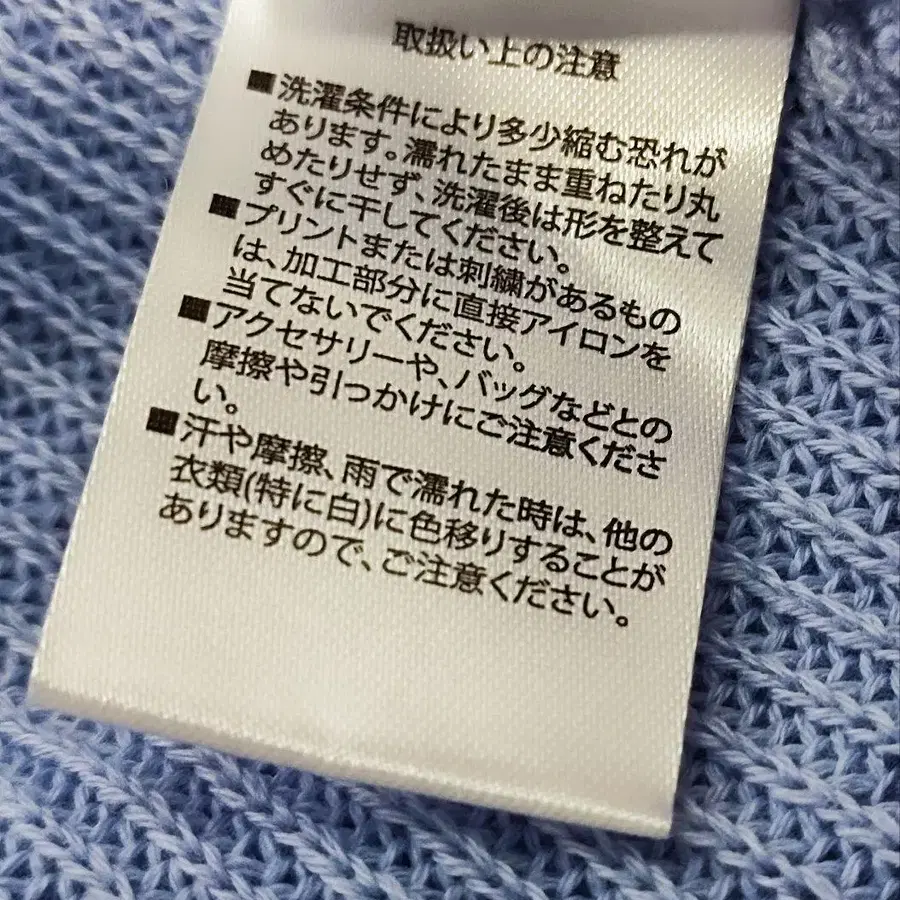 取扱い上の注意
■洗濯条件により多少縮む恐れが
あります。濡れたまま重ねたり丸
めたりせず、洗濯後は形を整えて
すぐに干してください。
■プリントまたは刺繍があるもの
は、加工部分に直接アイロンを
当てないでください。
■アクセサリーや、バッグなどとの
摩擦や引つかけにご注意くださ
い。
■汗や摩擦、雨で濡れた時は、他の
衣類(特に白)に色移りすることが
ありますので、ご注意ください。